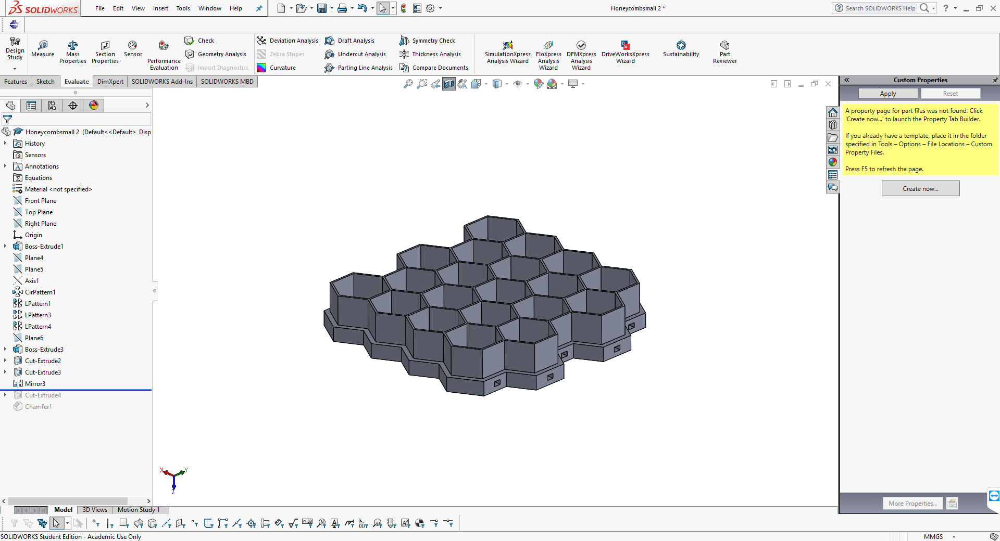 SOLIDWORKS
File Edit View Insert Tools Window Help
Honeycombsmall 2 *
Search SOLIDWORKS Help
Design Study
Measure
Mass Properties
Section Properties
Sensor
Performance Evaluation
Check
Geometry Analysis
Import Diagnostics
Deviation Analysis
Zebra Stripes
Curvature
Draft Analysis
Undercut Analysis
Parting Line Analysis
Symmetry Check
Thickness Analysis
Compare Documents
SimulationXpress Analysis Wizard
FloXpress Analysis Wizard
DFMXpress Analysis Wizard
DriveWorksXpress Wizard
Sustainability
Part Reviewer
Features Sketch Evaluate DimXpert SOLIDWORKS Add-Ins SOLIDWORKS MBD
Honeycombsmall 2 (Default<<Default>_Disp
History
Sensors
Annotations
Equations
Material <not specified>
Front Plane
Top Plane
Right Plane
Origin
Boss-Extrude1
Plane4
Plane5
Axis1
CirPattern1
LPattern1
LPattern3
LPattern4
Plane6
Boss-Extrude3
Cut-Extrude2
Cut-Extrude3
Mirror3
Cut-Extrude4
Chamfer1
X Y
Z
Custom Properties
Apply Reset
A property page for part files was not found. Click
'Create now...' to launch the Property Tab Builder.
If you already have a template, place it in the folder
specified in Tools – Options – File Locations – Custom
Property Files.
Press F5 to refresh the page.
Create now...
More Properties...
Model 3D Views Motion Study 1
SOLIDWORKS Student Edition - Academic Use Only
MMGS